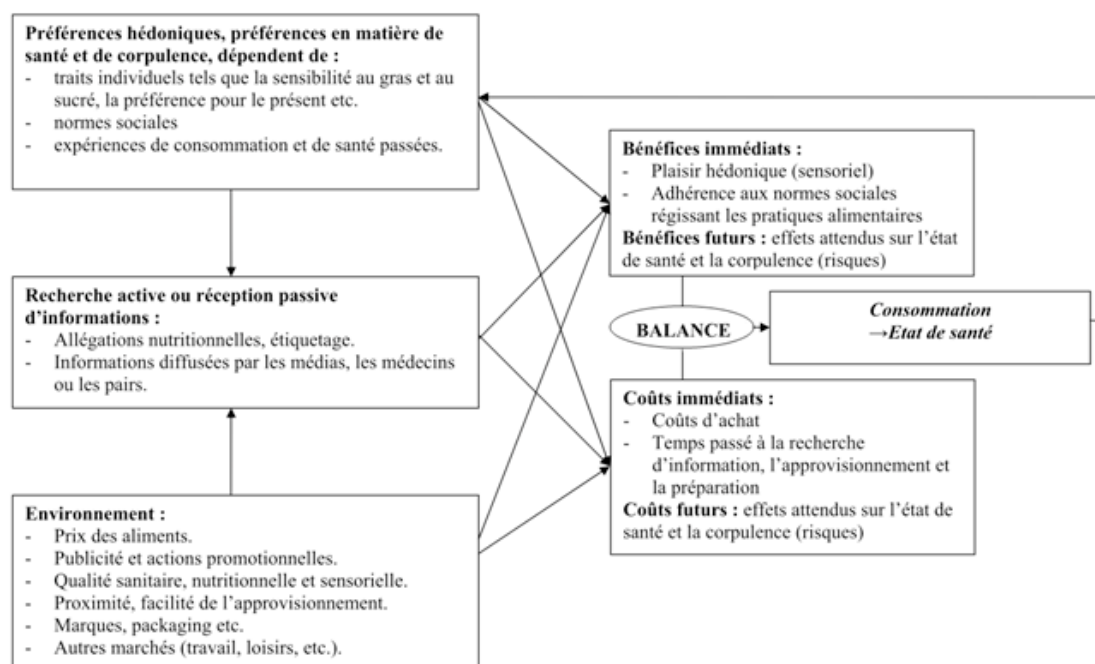 Préférences hédoniques, préférences en matière de
santé et de corpulence, dépendent de :
- traits individuels tels que la sensibilité au gras et au
sucré, la préférence pour le présent etc.
- normes sociales
- expériences de consommation et de santé passées.
Recherche active ou réception passive
d’informations :
- Allégations nutritionnelles, étiquetage.
- Informations diffusées par les médias, les médecins
ou les pairs.
Environnement :
- Prix des aliments.
- Publicité et actions promotionnelles.
- Qualité sanitaire, nutritionnelle et sensorielle.
- Proximité, facilité de l’approvisionnement.
- Marques, packaging etc.
- Autres marchés (travail, loisirs, etc.).
Bénéfices immédiats :
- Plaisir hédonique (sensoriel)
- Adhérence aux normes sociales
régissant les pratiques alimentaires
Bénéfices futurs : effets attendus sur l’état
de santé et la corpulence (risques)
BALANCE
Coûts immédiats :
- Coûts d’achat
- Temps passé à la recherche
d’information, l’approvisionnement et
la préparation
Coûts futurs : effets attendus sur l’état de
santé et la corpulence (risques)
Consommation
→Etat de santé